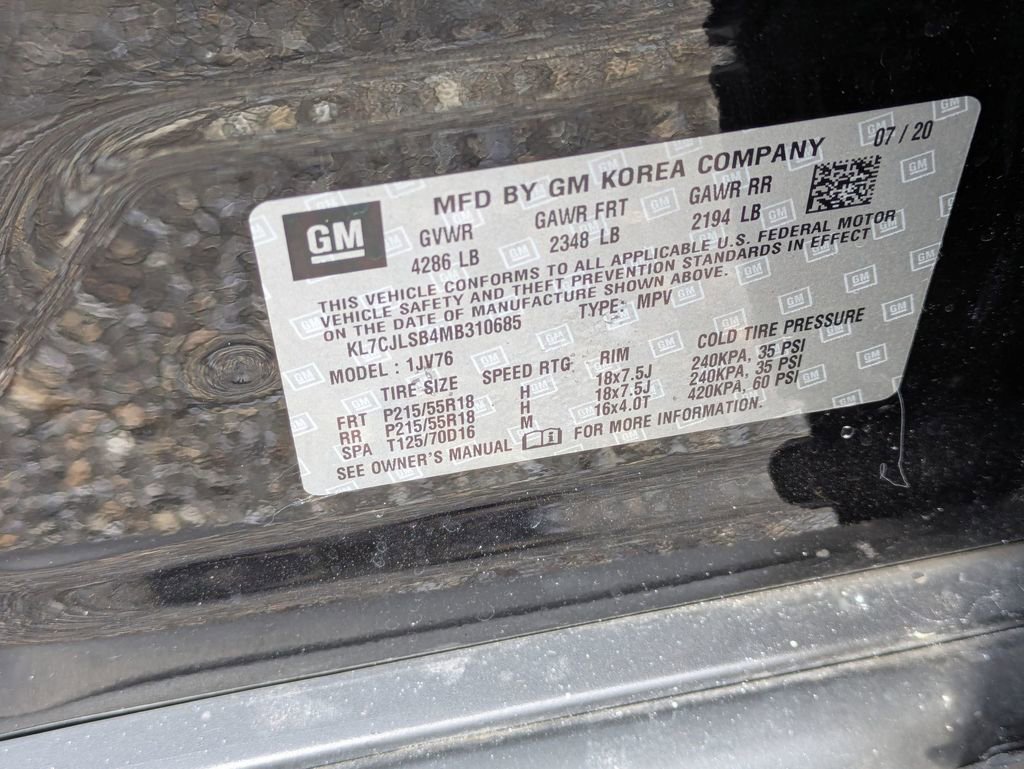 MFD BY GM KOREA COMPANY 07 / 20
GM
GVWR GAWR FRT GAWR RR
4286 LB 2348 LB 2194 LB
THIS VEHICLE CONFORMS TO ALL APPLICABLE U.S. FEDERAL MOTOR
VEHICLE SAFETY AND THEFT PREVENTION STANDARDS IN EFFECT
ON THE DATE OF MANUFACTURE SHOWN ABOVE.
KL7CJLSB4MB310685 TYPE: MPV
MODEL : 1JV76
TIRE SIZE SPEED RTG RIM COLD TIRE PRESSURE
FRT P215/55R18 H 18x7.5J 240KPA, 35 PSI
RR P215/55R18 H 18x7.5J 240KPA, 35 PSI
SPA T125/70D16 M 16x4.0T 420KPA, 60 PSI
SEE OWNER'S MANUAL FOR MORE INFORMATION.